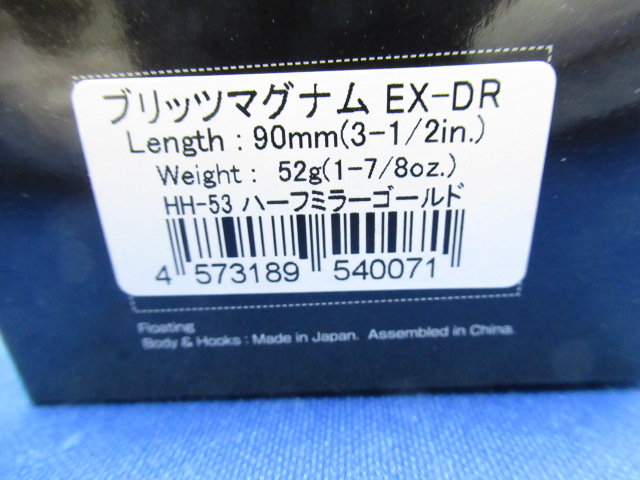 ブリッツマグナム EX-DR
Length : 90mm(3-1/2in.)
Weight : 52g(1-7/8oz.)
HH-53 ハーフミラーゴールド
4 573189 540071
Floating
Body & Hooks : Made in Japan. Assembled in China.